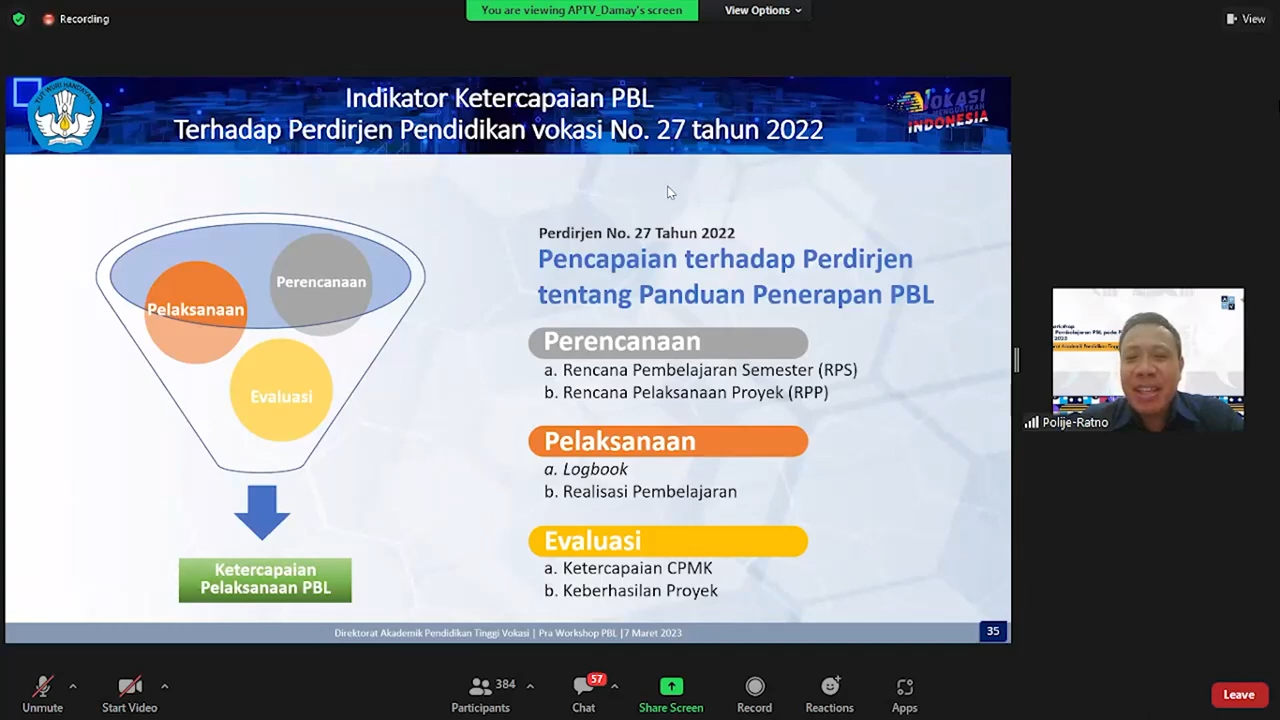 Recording
You are viewing APTV_Damay's screen
View Options
View
TUT WURI HANDAYANI
Indikator Ketercapaian PBL
Terhadap Perdirjen Pendidikan vokasi No. 27 tahun 2022
VOKASI
INDONESIA
Perencanaan
Pelaksanaan
Evaluasi
Ketercapaian
Pelaksanaan PBL
Perdirjen No. 27 Tahun 2022
Pencapaian terhadap Perdirjen
tentang Panduan Penerapan PBL
Perencanaan
a. Rencana Pembelajaran Semester (RPS)
b. Rencana Pelaksanaan Proyek (RPP)
Pelaksanaan
a. Logbook
b. Realisasi Pembelajaran
Evaluasi
a. Ketercapaian CPMK
b. Keberhasilan Proyek
Direktorat Akademik Pendidikan Tinggi Vokasi | Pra Workshop PBL |7 Maret 2023
35
Polije-Ratno
Unmute
Start Video
384
Participants
57
Chat
Share Screen
Record
Reactions
Apps
Leave